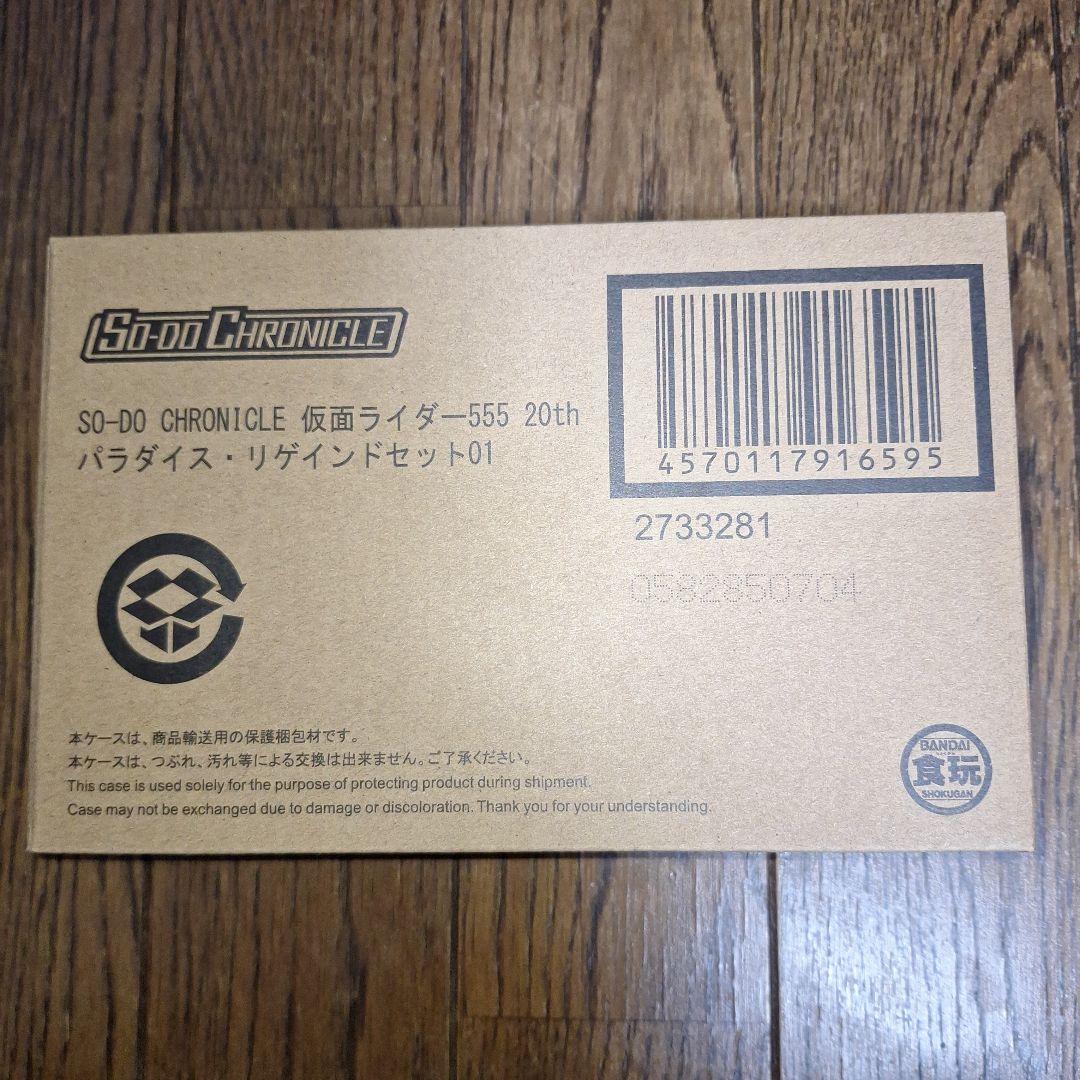 SO-DO CHRONICLE
SO-DO CHRONICLE 仮面ライダー555 20th
パラダイス・リゲインドセット01
4570117916595
2733281
0582850704
本ケースは、商品輸送用の保護梱包材です。
本ケースは、つぶれ、汚れ等による交換は出来ません。ご了承ください。
This case is used solely for the purpose of protecting product during shipment.
Case may not be exchanged due to damage or discoloration. Thank you for your understanding.
BANDAI
食玩
SHOKUGAN